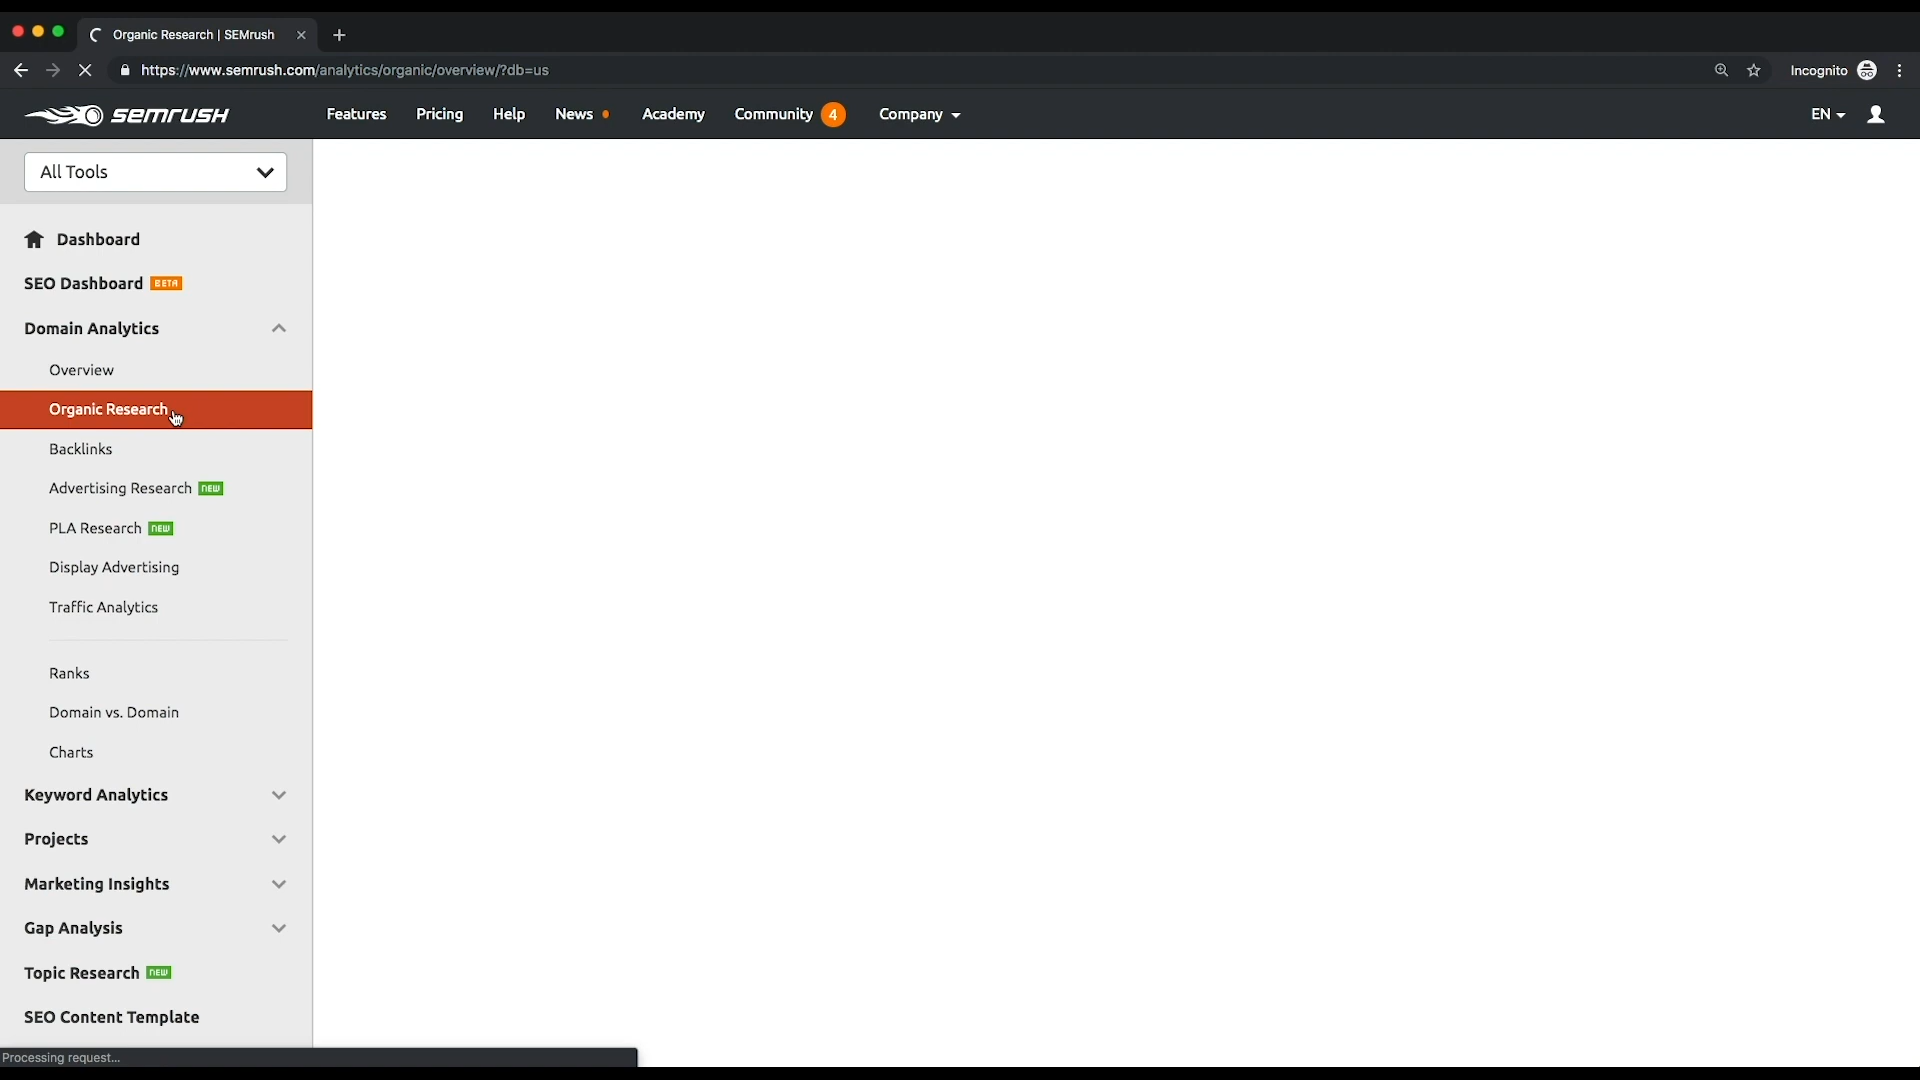 Organic Research | SEMrush
https://www.semrush.com/analytics/organic/overview/?db=us
Incognito
semrush
Features
Pricing
Help
News
Academy
Community 4
Company
EN
All Tools
Dashboard
SEO Dashboard BETA
Domain Analytics
Overview
Organic Research
Backlinks
Advertising Research new
PLA Research new
Display Advertising
Traffic Analytics
Ranks
Domain vs. Domain
Charts
Keyword Analytics
Projects
Marketing Insights
Gap Analysis
Topic Research new
SEO Content Template
Processing request...